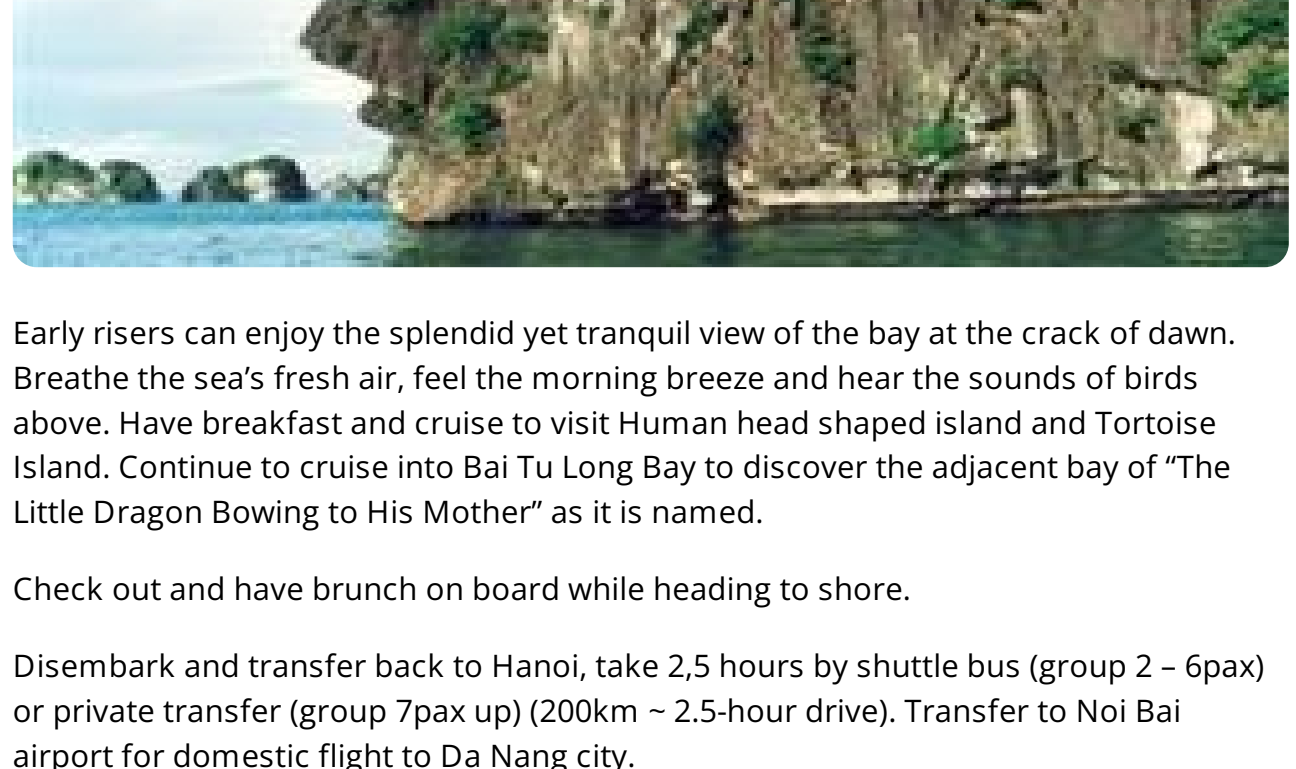 Early risers can enjoy the splendid yet tranquil view of the bay at the crack of dawn.
Breathe the sea’s fresh air, feel the morning breeze and hear the sounds of birds
above. Have breakfast and cruise to visit Human head shaped island and Tortoise
Island. Continue to cruise into Bai Tu Long Bay to discover the adjacent bay of “The
Little Dragon Bowing to His Mother” as it is named.
Check out and have brunch on board while heading to shore.
Disembark and transfer back to Hanoi, take 2,5 hours by shuttle bus (group 2 – 6pax)
or private transfer (group 7pax up) (200km ~ 2.5-hour drive). Transfer to Noi Bai
airport for domestic flight to Da Nang city.